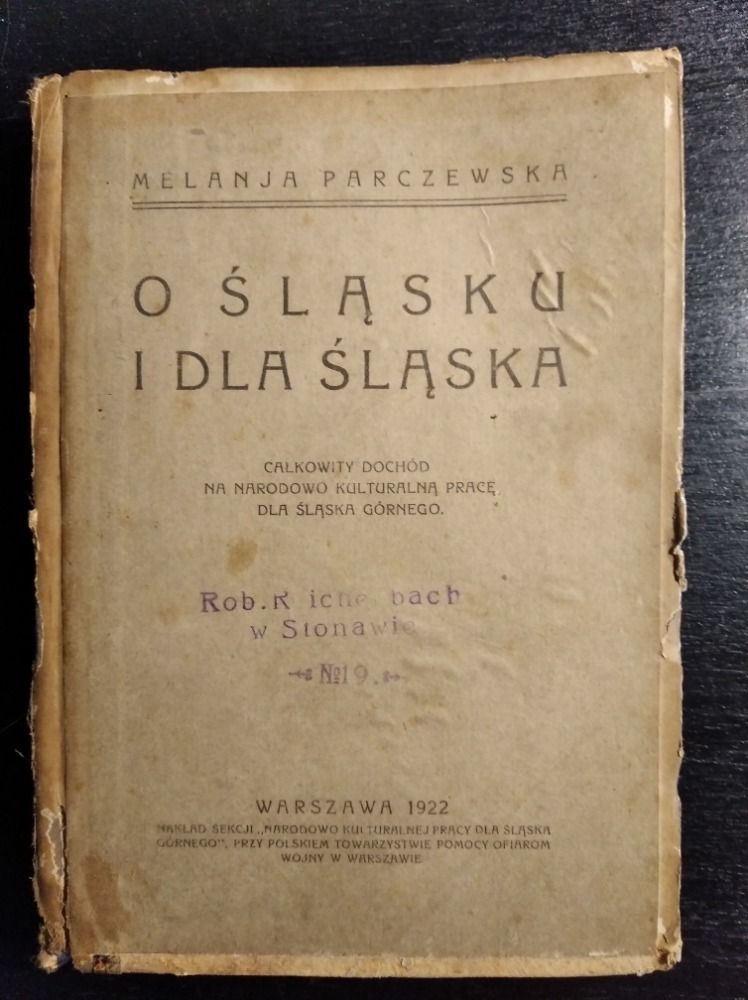 MELANJA PARCZEWSKA
O ŚLĄSKU
I DLA ŚLĄSKA
CAŁKOWITY DOCHÓD
NA NARODOWO KULTURALNĄ PRACĘ
DLA ŚLĄSKA GÓRNEGO.
Rob. bach
w Stonawie
№19.
WARSZAWA 1922
NAKŁAD SEKCJI „NARODOWO KULTURALNEJ PRACY DLA ŚLĄSKA
GÓRNEGO", PRZY POLSKIEM TOWARZYSTWIE POMOCY OFIAROM
WOJNY W WARSZAWIE